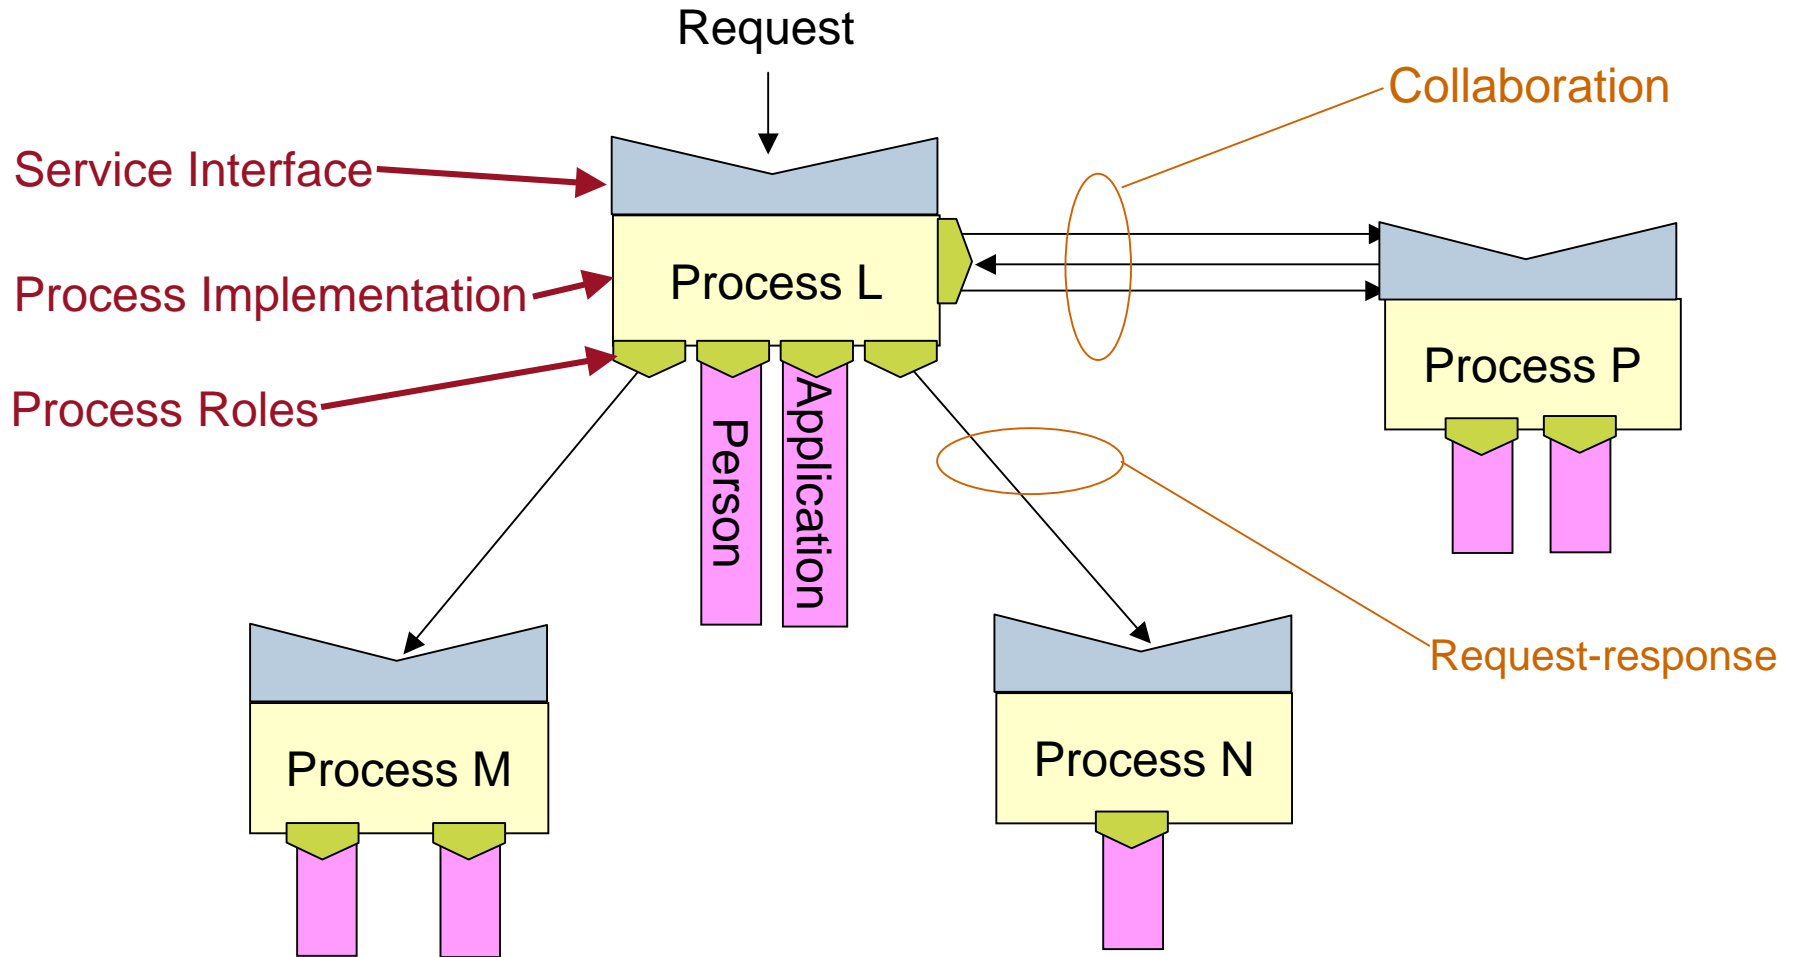 Request
Collaboration
Service Interface
Process L
Process Implementation
Process P
Process Roles
Person
Application
Request-response
Process M
Process N